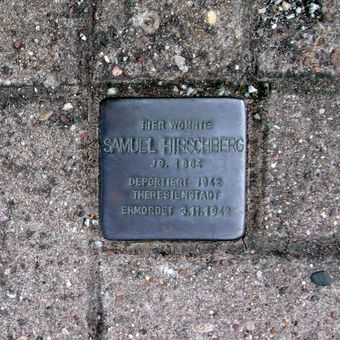 HIER WOHNTE
SAMUEL HIRSCHBERG
JG. 1864
DEPORTIERT 1942
THERESIENSTADT
ERMORDET 3.11.1942